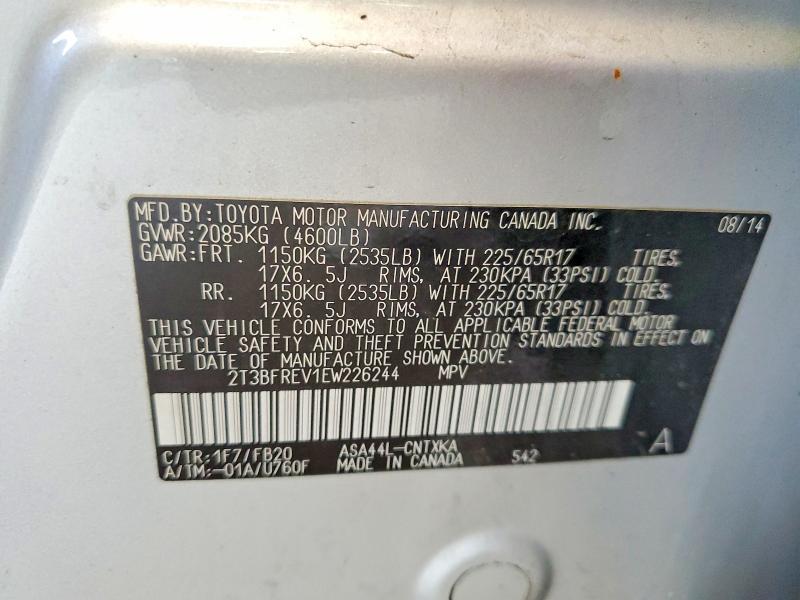 MFD.BY:TOYOTA MOTOR MANUFACTURING CANADA INC. 08/14
GVWR:2085KG (4600LB)
GAWR:FRT. 1150KG (2535LB) WITH 225/65R17 TIRES,
17X6. 5J RIMS, AT 230KPA (33PSI) COLD.
RR. 1150KG (2535LB) WITH 225/65R17 TIRES,
17X6. 5J RIMS, AT 230KPA (33PSI) COLD.
THIS VEHICLE CONFORMS TO ALL APPLICABLE FEDERAL MOTOR
VEHICLE SAFETY AND THEFT PREVENTION STANDARDS IN EFFECT ON
THE DATE OF MANUFACTURE SHOWN ABOVE.
2T3BFREV1EW226244 MPV
C/TR:1F7/FB20 ASA44L-CNTXKA A
A/TM:-01A/U760F MADE IN CANADA 542